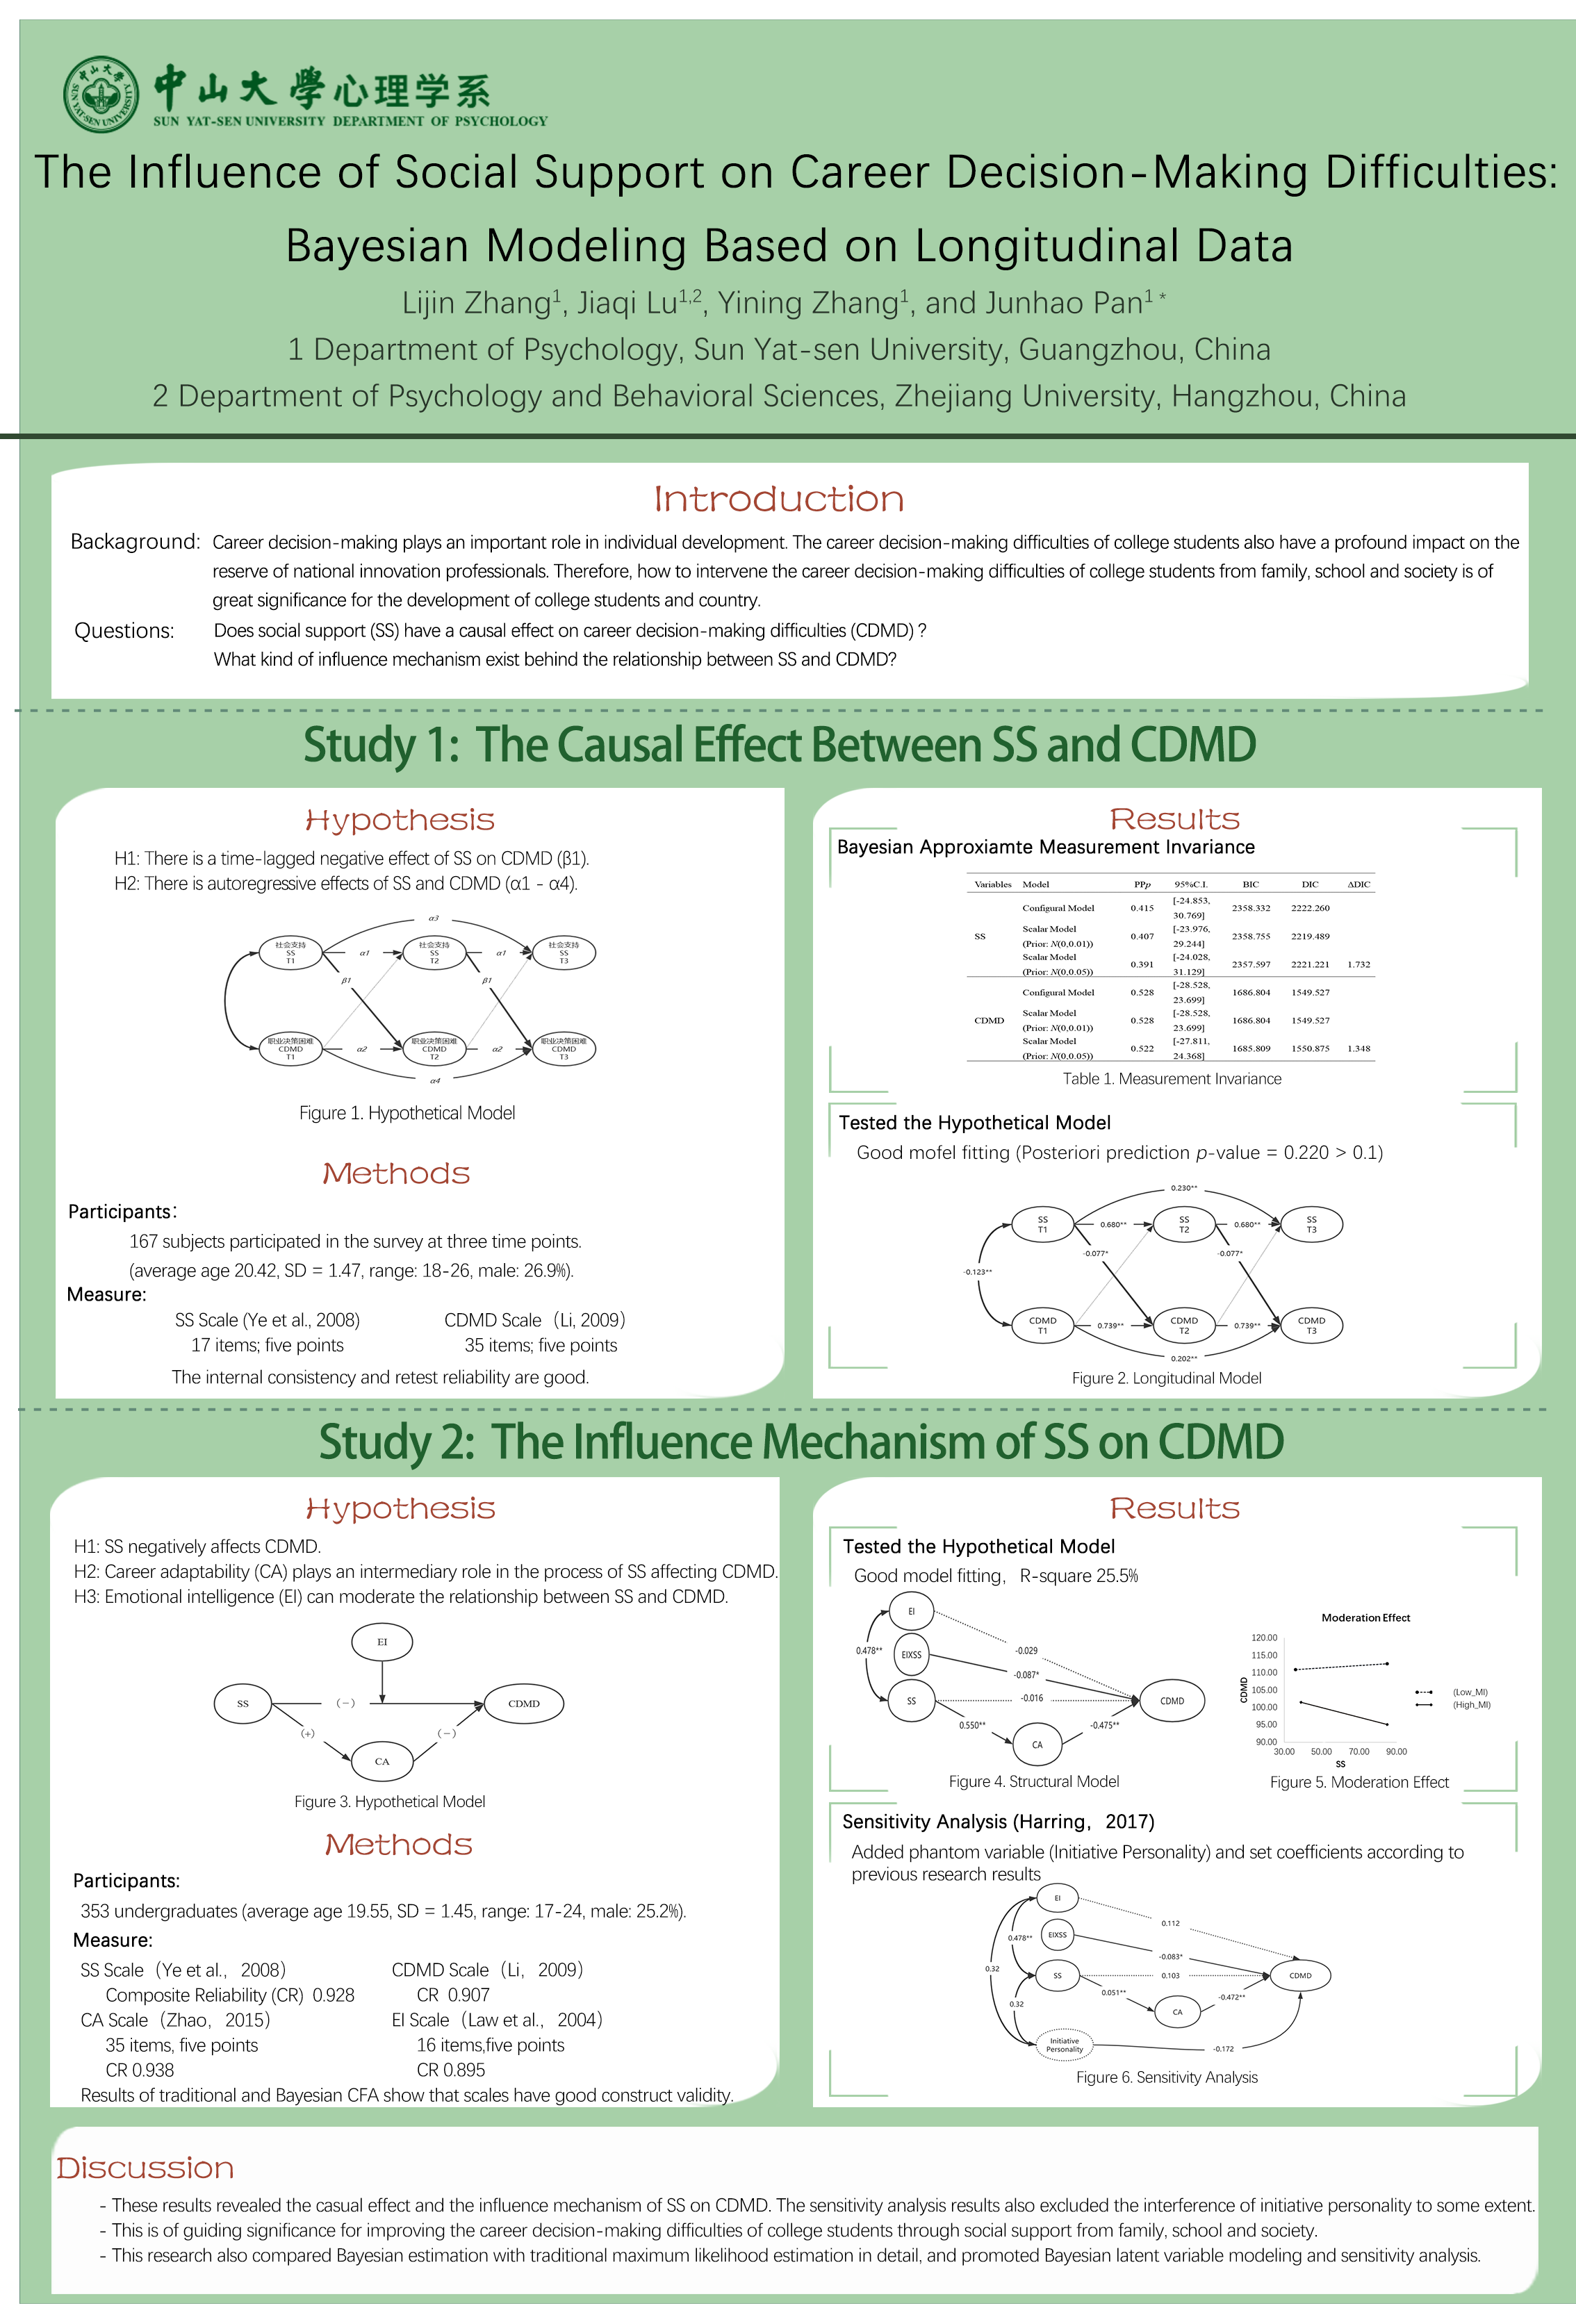 中山大學心理学系
SUN YAT-SEN UNIVERSITY DEPARTMENT OF PSYCHOLOGY
中山大學
SUN YAT-SEN UNIVERSITY
The Influence of Social Support on Career Decision-Making Difficulties:
Bayesian Modeling Based on Longitudinal Data
Lijin Zhang1, Jiaqi Lu1,2, Yining Zhang1, and Junhao Pan1 *
1 Department of Psychology, Sun Yat-sen University, Guangzhou, China
2 Department of Psychology and Behavioral Sciences, Zhejiang University, Hangzhou, China
Introduction
Backaground: Career decision-making plays an important role in individual development. The career decision-making difficulties of college students also have a profound impact on the
reserve of national innovation professionals. Therefore, how to intervene the career decision-making difficulties of college students from family, school and society is of
great significance for the development of college students and country.
Questions: Does social support (SS) have a causal effect on career decision-making difficulties (CDMD) ?
What kind of influence mechanism exist behind the relationship between SS and CDMD?
Study 1: The Causal Effect Between SS and CDMD
Hypothesis
H1: There is a time-lagged negative effect of SS on CDMD (β1).
H2: There is autoregressive effects of SS and CDMD (α1 - α4).
α3
社会支持 SS T1
α1
社会支持 SS T2
α1
社会支持 SS T3
β1
β1
职业决策困难 CDMD T1
α2
职业决策困难 CDMD T2
α2
职业决策困难 CDMD T3
α4
Figure 1. Hypothetical Model
Methods
Participants：
167 subjects participated in the survey at three time points.
(average age 20.42, SD = 1.47, range: 18-26, male: 26.9%).
Measure:
SS Scale (Ye et al., 2008) CDMD Scale（Li, 2009）
17 items; five points 35 items; five points
The internal consistency and retest reliability are good.
Results
Bayesian Approxiamte Measurement Invariance
Variables Model PPp 95%C.I. BIC DIC ΔDIC
SS
Configural Model 0.415 [-24.853, 30.769] 2358.332 2222.260
Scalar Model (Prior: N(0,0.01)) 0.407 [-23.976, 29.244] 2358.755 2219.489
Scalar Model (Prior: N(0,0.05)) 0.391 [-24.028, 31.129] 2357.597 2221.221 1.732
CDMD
Configural Model 0.528 [-28.528, 23.699] 1686.804 1549.527
Scalar Model (Prior: N(0,0.01)) 0.528 [-28.528, 23.699] 1686.804 1549.527
Scalar Model (Prior: N(0,0.05)) 0.522 [-27.811, 24.368] 1685.809 1550.875 1.348
Table 1. Measurement Invariance
Tested the Hypothetical Model
Good mofel fitting (Posteriori prediction p-value = 0.220 > 0.1)
0.230**
SS T1
0.680**
SS T2
0.680**
SS T3
-0.077*
-0.077*
-0.123**
CDMD T1
0.739**
CDMD T2
0.739**
CDMD T3
0.202**
Figure 2. Longitudinal Model
Study 2: The Influence Mechanism of SS on CDMD
Hypothesis
H1: SS negatively affects CDMD.
H2: Career adaptability (CA) plays an intermediary role in the process of SS affecting CDMD.
H3: Emotional intelligence (EI) can moderate the relationship between SS and CDMD.
EI
SS
(−)
CDMD
(+)
(−)
CA
Figure 3. Hypothetical Model
Methods
Participants:
353 undergraduates (average age 19.55, SD = 1.45, range: 17-24, male: 25.2%).
Measure:
SS Scale（Ye et al.， 2008） CDMD Scale（Li， 2009）
Composite Reliability (CR) 0.928 CR 0.907
CA Scale（Zhao， 2015） EI Scale（Law et al.， 2004）
35 items, five points 16 items,five points
CR 0.938 CR 0.895
Results of traditional and Bayesian CFA show that scales have good construct validity.
Results
Tested the Hypothetical Model
Good model fitting， R-square 25.5%
EI
0.478**
EIXSS
-0.029
-0.087*
SS
-0.016
CDMD
0.550**
-0.475**
CA
Figure 4. Structural Model
Moderation Effect
120.00
115.00
110.00
105.00
100.00
95.00
90.00
CDMD
30.00 50.00 70.00 90.00
SS
(Low_MI)
(High_MI)
Figure 5. Moderation Effect
Sensitivity Analysis (Harring， 2017)
Added phantom variable (Initiative Personality) and set coefficients according to
previous research results
EI
0.112
0.478**
EIXSS
-0.083*
0.32
SS
0.103
CDMD
0.051**
-0.472**
0.32
CA
Initiative Personality
-0.172
Figure 6. Sensitivity Analysis
Discussion
- These results revealed the casual effect and the influence mechanism of SS on CDMD. The sensitivity analysis results also excluded the interference of initiative personality to some extent.
- This is of guiding significance for improving the career decision-making difficulties of college students through social support from family, school and society.
- This research also compared Bayesian estimation with traditional maximum likelihood estimation in detail, and promoted Bayesian latent variable modeling and sensitivity analysis.